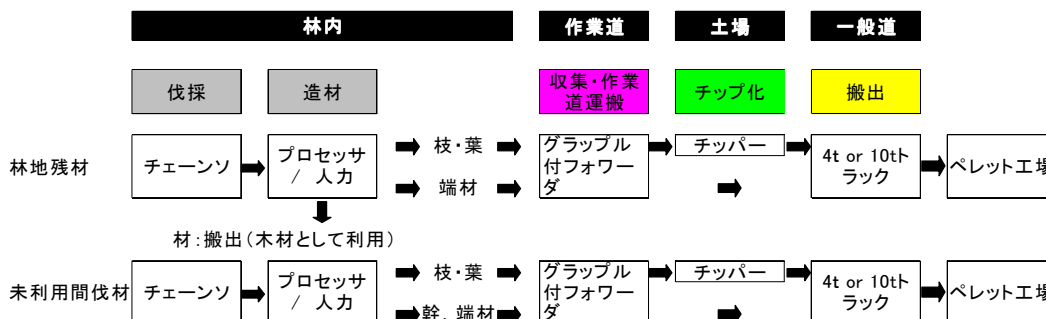 林内 作業道 土場 一般道
伐採 造材 収集・作業 チップ化 搬出
道運搬
林地残材 チェーンソ プロセッサ 枝・葉 グラップル チッパー 4t or 10tト ペレット工場
/ 人力 端材 付フォワー ラック
ダ
材：搬出（木材として利用）
未利用間伐材 チェーンソ プロセッサ 枝・葉 グラップル チッパー 4t or 10tト ペレット工場
/ 人力 幹、端材 付フォワー ラック
ダ